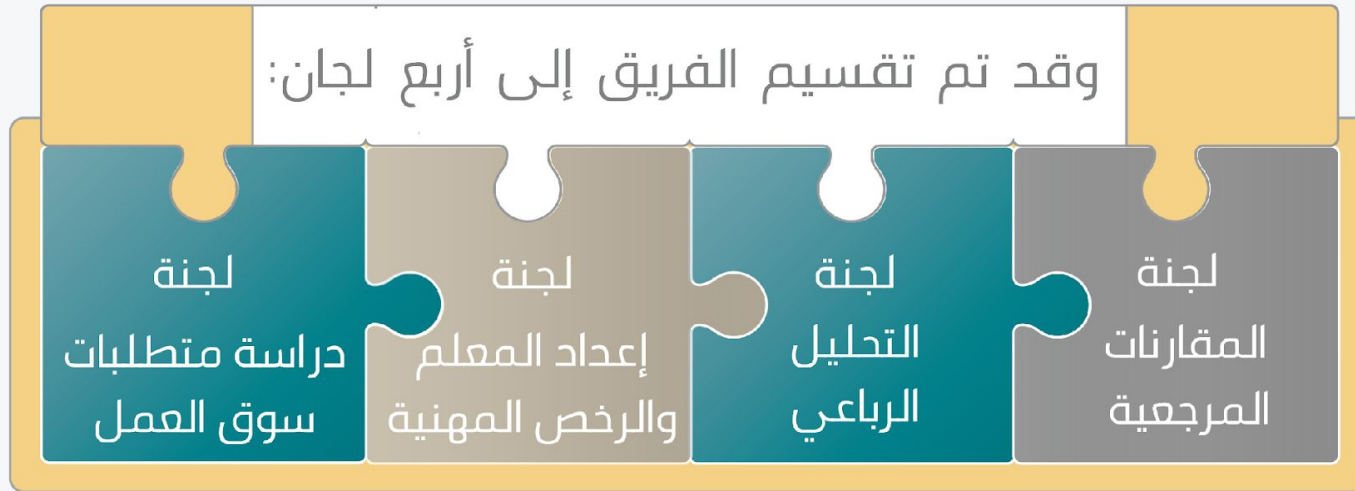 وقد تم تقسيم الفريق إلى أربع لجان:
لجنة
المقارنات
المرجعية
لجنة
التحليل
الرباعي
لجنة
إعداد المعلم
والرخص المهنية
لجنة
دراسة متطلبات
سوق العمل